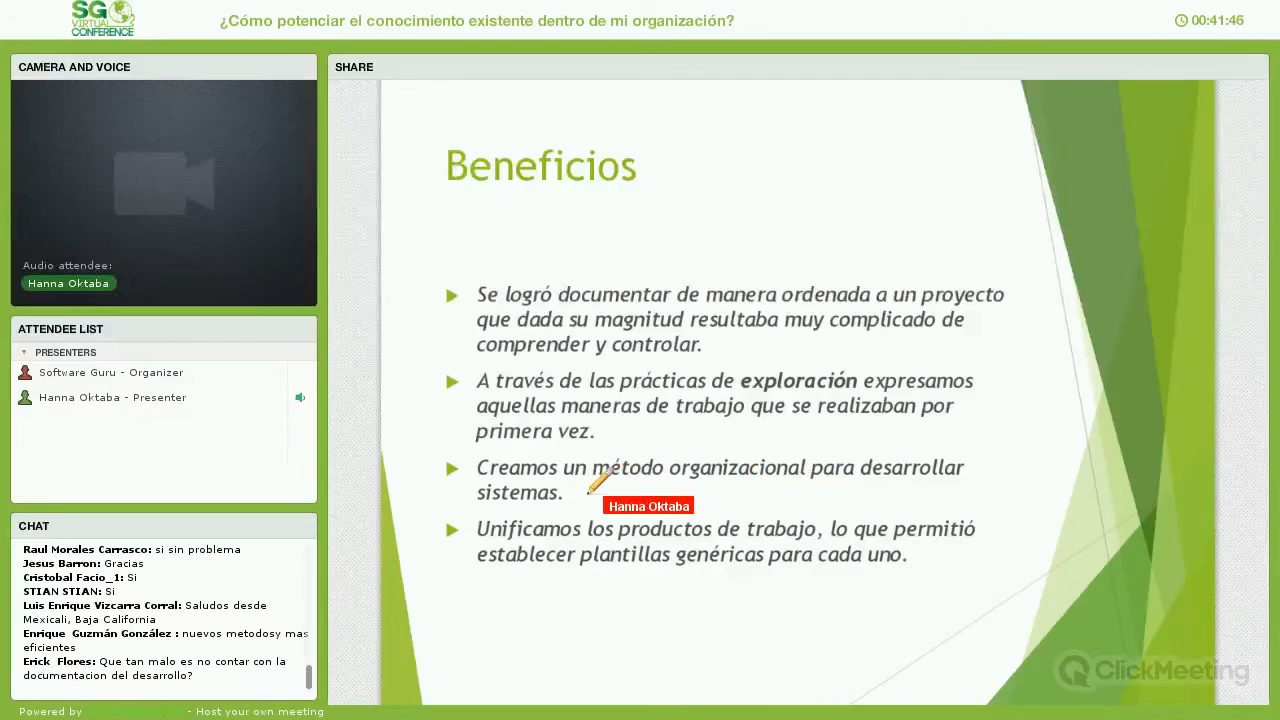 SG
VIRTUAL
CONFERENCE
¿Cómo potenciar el conocimiento existente dentro de mi organización?
00:41:46
CAMERA AND VOICE
Audio attendee:
Hanna Oktaba
ATTENDEE LIST
PRESENTERS
Software Guru - Organizer
Hanna Oktaba - Presenter
CHAT
Raul Morales Carrasco: si sin problema
Jesus Barron: Gracias
Cristobal Facio_1: Si
STIAN STIAN: Si
Luis Enrique Vizcarra Corral: Saludos desde
Mexicali, Baja California
Enrique Guzmán González : nuevos metodosy mas
eficientes
Erick Flores: Que tan malo es no contar con la
documentacion del desarrollo?
Powered by
- Host your own meeting
SHARE
Beneficios
Se logró documentar de manera ordenada a un proyecto
que dada su magnitud resultaba muy complicado de
comprender y controlar.
A través de las prácticas de exploración expresamos
aquellas maneras de trabajo que se realizaban por
primera vez.
Creamos un método organizacional para desarrollar
sistemas.
Hanna Oktaba
Unificamos los productos de trabajo, lo que permitió
establecer plantillas genéricas para cada uno.
ClickMeeting